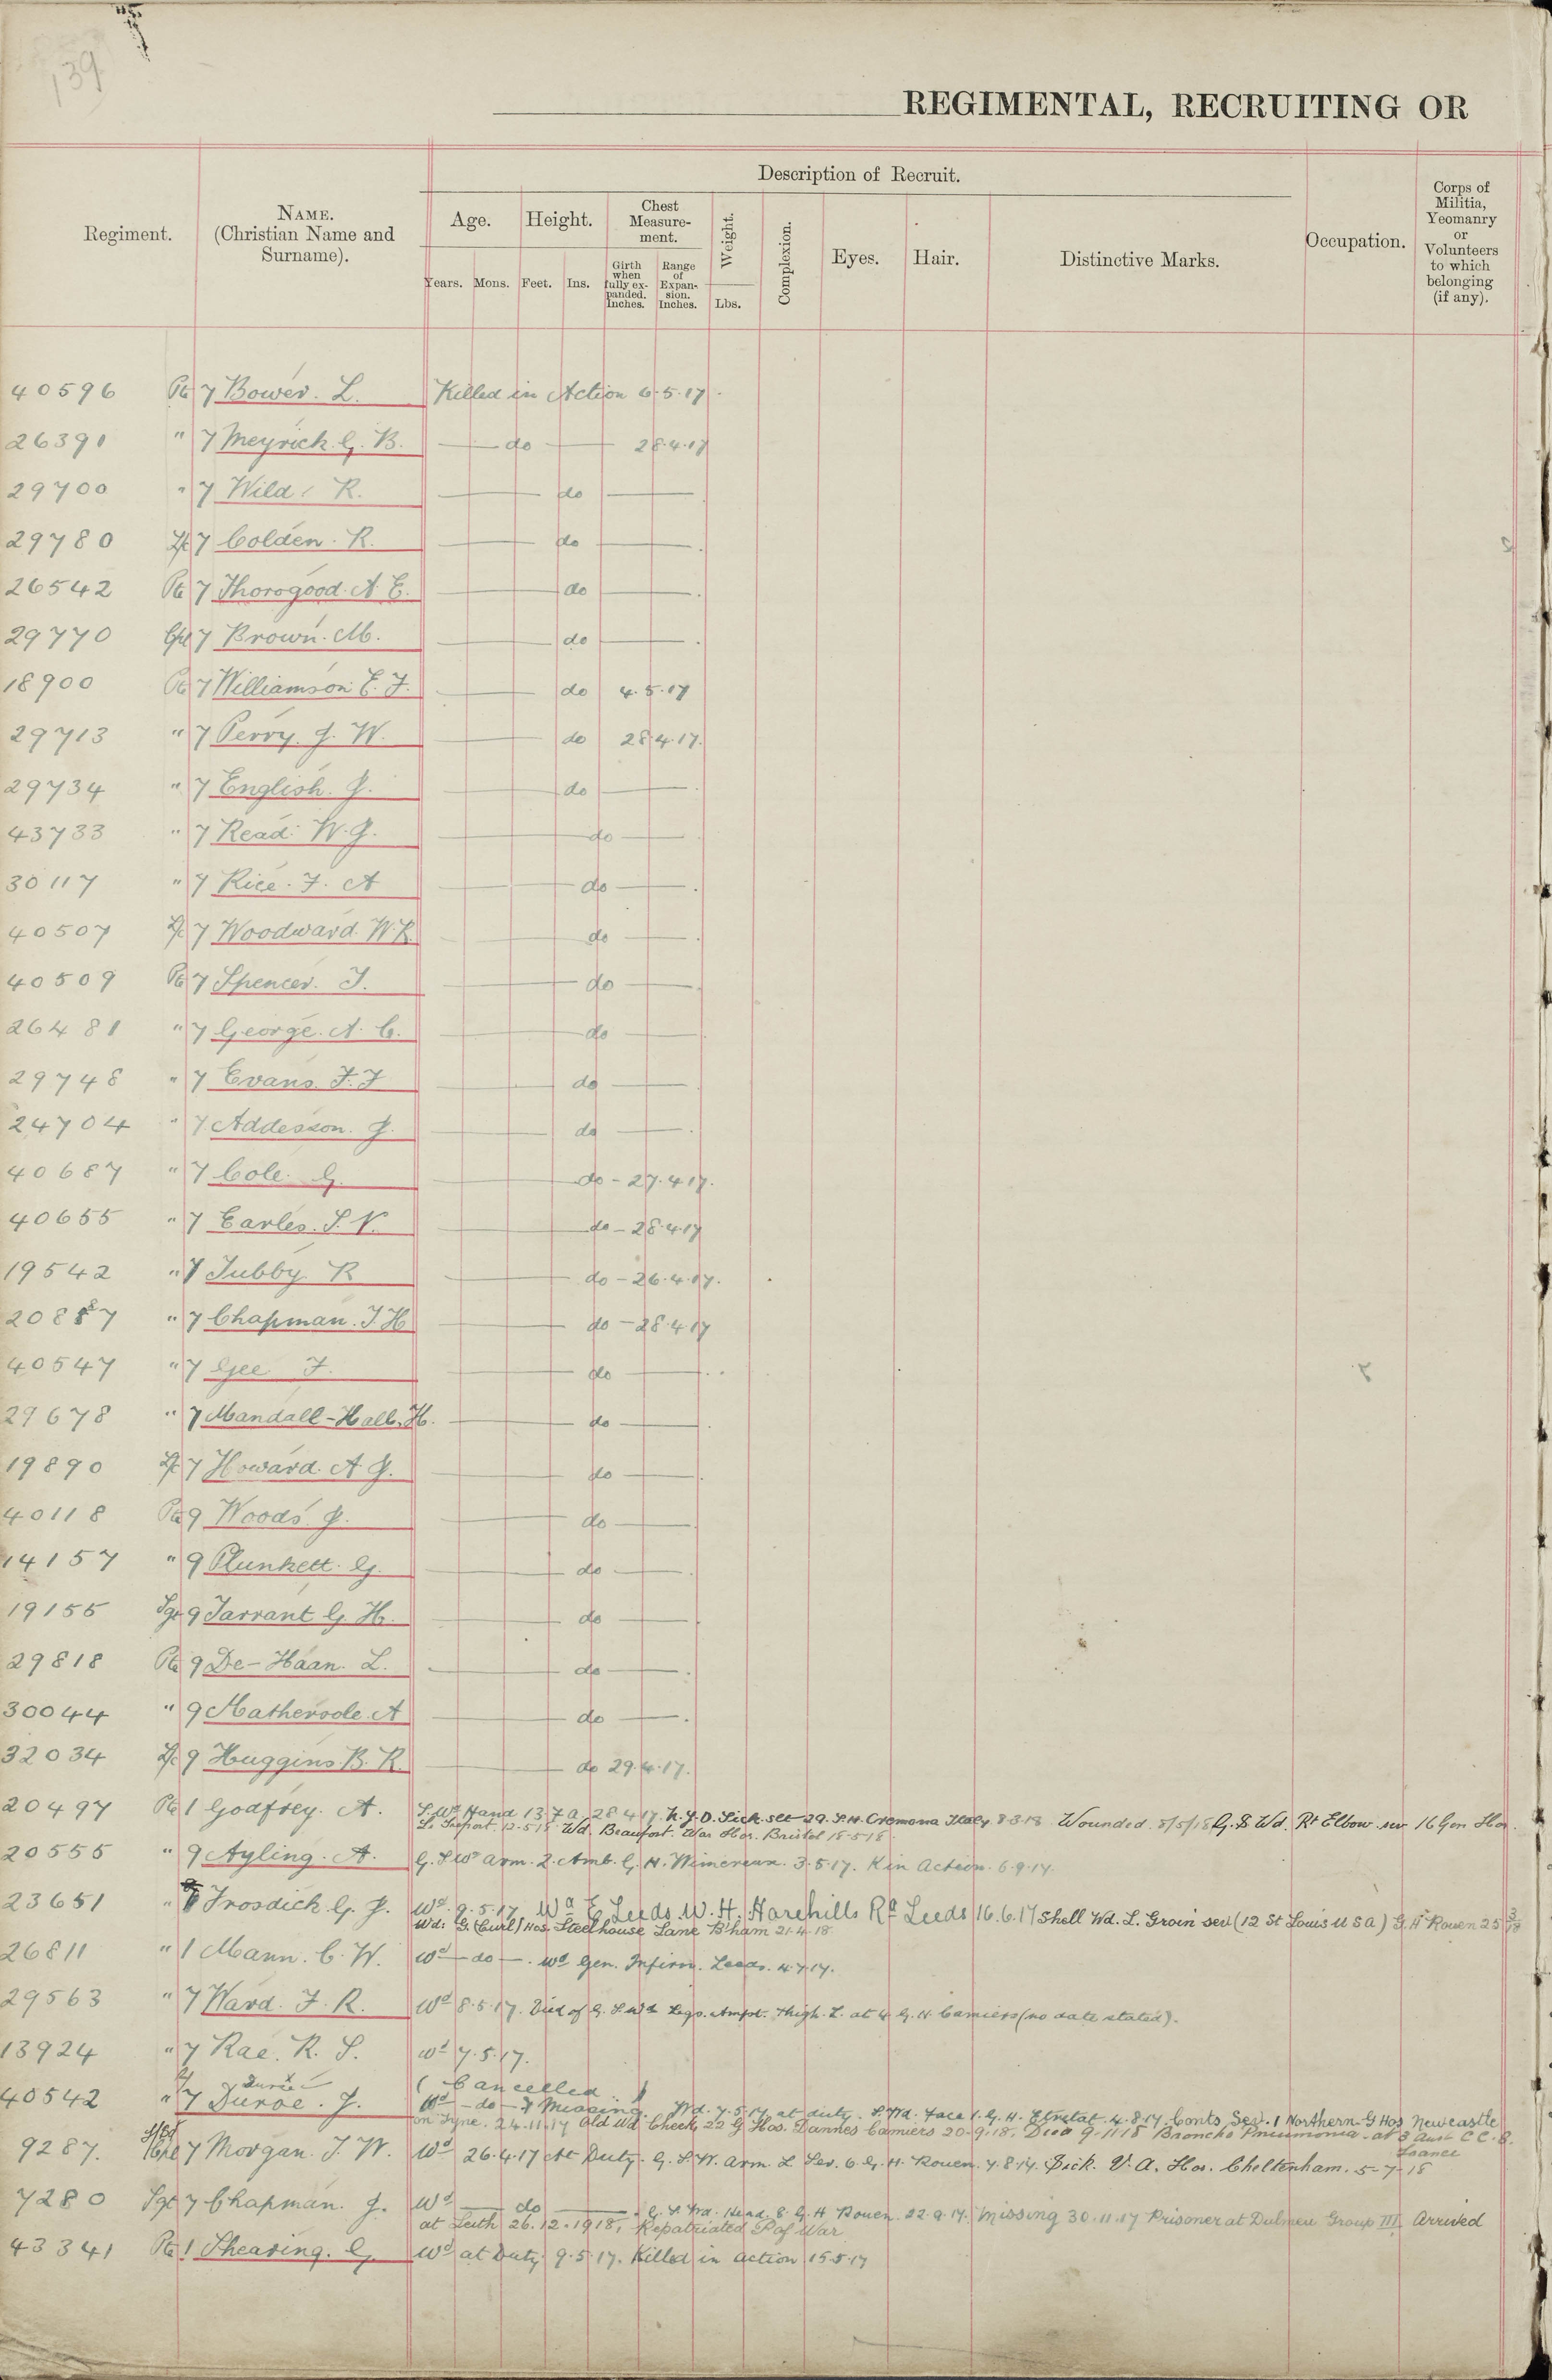 139
REGIMENTAL, RECRUITING OR
Regiment.
NAME.
(Christian Name and
Surname).
Description of Recruit.
Age.
Height.
Chest
Measure-
ment.
Weight.
Complexion.
Eyes.
Hair.
Distinctive Marks.
Occupation.
Corps of
Militia,
Yeomanry
or
Volunteers
to which
belonging
(if any).
Years.
Mons.
Feet.
Ins.
Girth
when
fully ex-
panded.
Inches.
Range
of
Expan-
sion.
Inches.
Lbs.
40596 Pte 7 Bower. L. Killed in Action 6.5.17.
26391 " 7 Meyrick G. B. do 28.4.17
29700 " 7 Wild. R. do
29780 L/c 7 Colden. R. do
26542 Pte 7 Thorogood. A. E. do
29770 Cpl 7 Brown. M. do
18900 Pte 7 Williamson E. F. do 4.5.17
29713 " 7 Perry. J. W. do 28.4.17.
29734 " 7 English. J. do
43733 " 7 Read. W. J. do
30117 " 7 Rice. F. A do
40507 L/c 7 Woodward. W. R. do
40509 Pte 7 Spencer. T. do
26481 " 7 George. A. C. do
29748 " 7 Evans. F. J do
24704 " 7 Addesson. J. do
40687 " 7 Cole. G. do - 27.4.17.
40655 " 7 Earles. S. V. do - 28.4.17
19542 " 7 Tubby R do - 26.4.17.
20887 " 7 Chapman. J H do - 28.4.17
40547 " 7 Gee F. do
29678 " 7 Mandall-Hall. H. do
19890 L/c 7 Howard. A. J. do
40118 Pte 9 Woods. J. do
14157 " 9 Plunkett. G. do
19155 Sgt 9 Tarrant G. H. do
29818 Pte 9 De-Haan. L. do
30044 " 9 Mathersole. A do
32034 L/c 9 Huggins B. R. do 29.4.17.
20497 Pte 1 Godfrey. A. S. Wd Hand 13 F A 28 4 17. N.Y.D. Sick 29. S.H. Cremona Italy 8-3-18 Wounded 8/5/18 G.S Wd. Rt Elbow sev 16 Gen Hos.
Le Treport. 12-5-18 Wd. Beaufort. War Hos. Bristol 18-5-18
20555 " 9 Ayling. A. G. S Wd Arm. 2. Amb. G. H. Wimereux. 3.5.17. K in Action. 6.9.17.
23651 " Frosdick. G. J. Wd 9.5.17 Leeds W. H. Harehills Rd Leeds 16.6.17 Shell Wd. L. Groin sev (12 St Louis U S A) G. H Rouen 25 3/18
Wd: G. (Curl) Hos. Steelhouse Lane B'ham 21-4-18
26811 " 1 Mann. C. W. Wd - do - . Wd Gen. Infirm. Leeds. 4.7.17.
29563 " 7 Ward. F. R. Wd 8.5.17. Died of G. S. Wd Legs. Ampt. Thigh. L. at 4 G. H. Camiers (no date stated).
13924 " 7 Rae. R. S. Wd 7.5.17.
40542 " 7 Duroe. J. ( Cancelled )
Wd - do - & Missing. Wd. 7.5.17 at duty. S. Wd. Face 1. G. H. Etretat 4.8.17. Conts Sev. 1 Northern G Hos Newcastle
on Tyne. 24.11.17 Old Wd Cheek 22 G Hos. Dannes Camiers 20-9-18. Died 9-11-18 Broncho Pneumonia at 3 Aust C C. S.
France
9287. Cpl 7 Morgan. J. W. Wd 26.4.17 At Duty. G. S. W. Arm. L Sev. 6. G. H. Rouen. 7.8.17. Sick. V. A. Hos. Cheltenham. 5-7-18
7280 Sgt 7 Chapman. J. Wd do . G. S Wd. Head. 8. G. H Rouen. 22.9.17. Missing 30.11.17 Prisoner at Dulmen Group III Arrived
at Leith 26.12.1918, Repatriated P of War
43341 Pte 1 Shearing. G. Wd at Duty 9.5.17. Killed in action 15.5.17